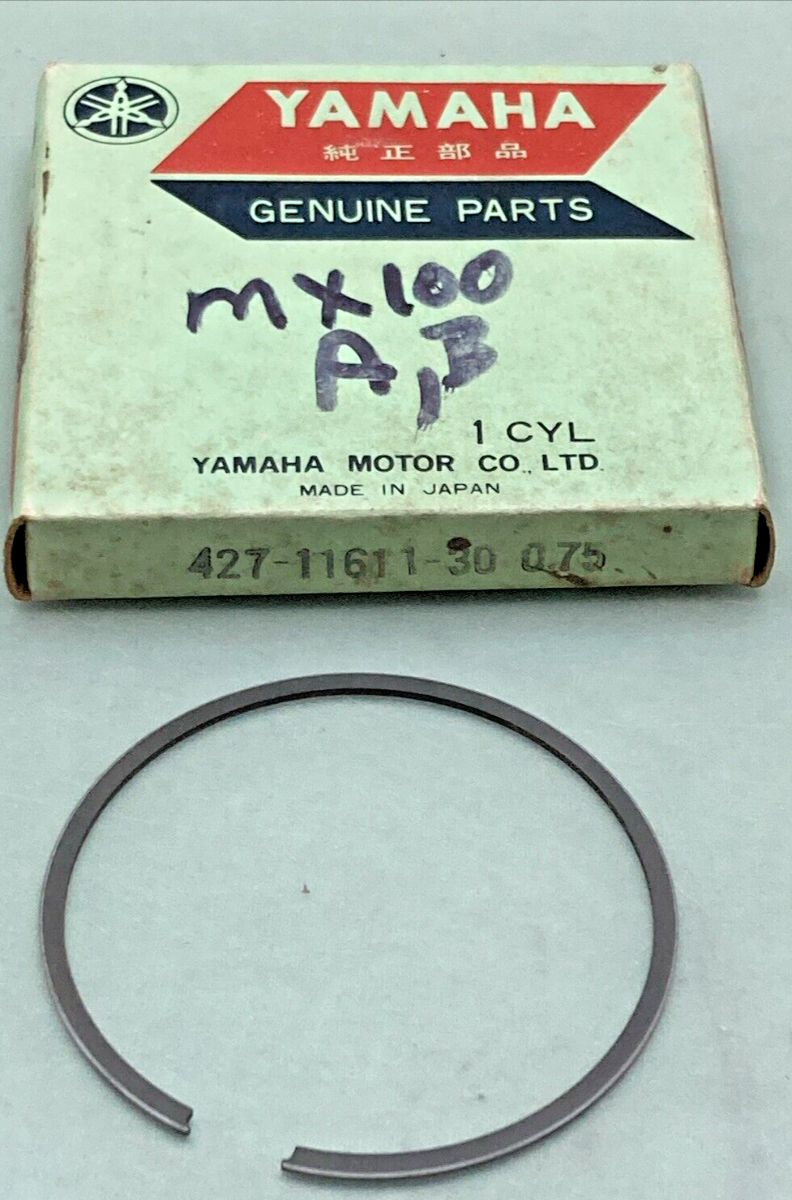 YAMAHA
純正部品
GENUINE PARTS
MX100
A,B
1 CYL
YAMAHA MOTOR CO., LTD.
MADE IN JAPAN
427-11611-30 0.75